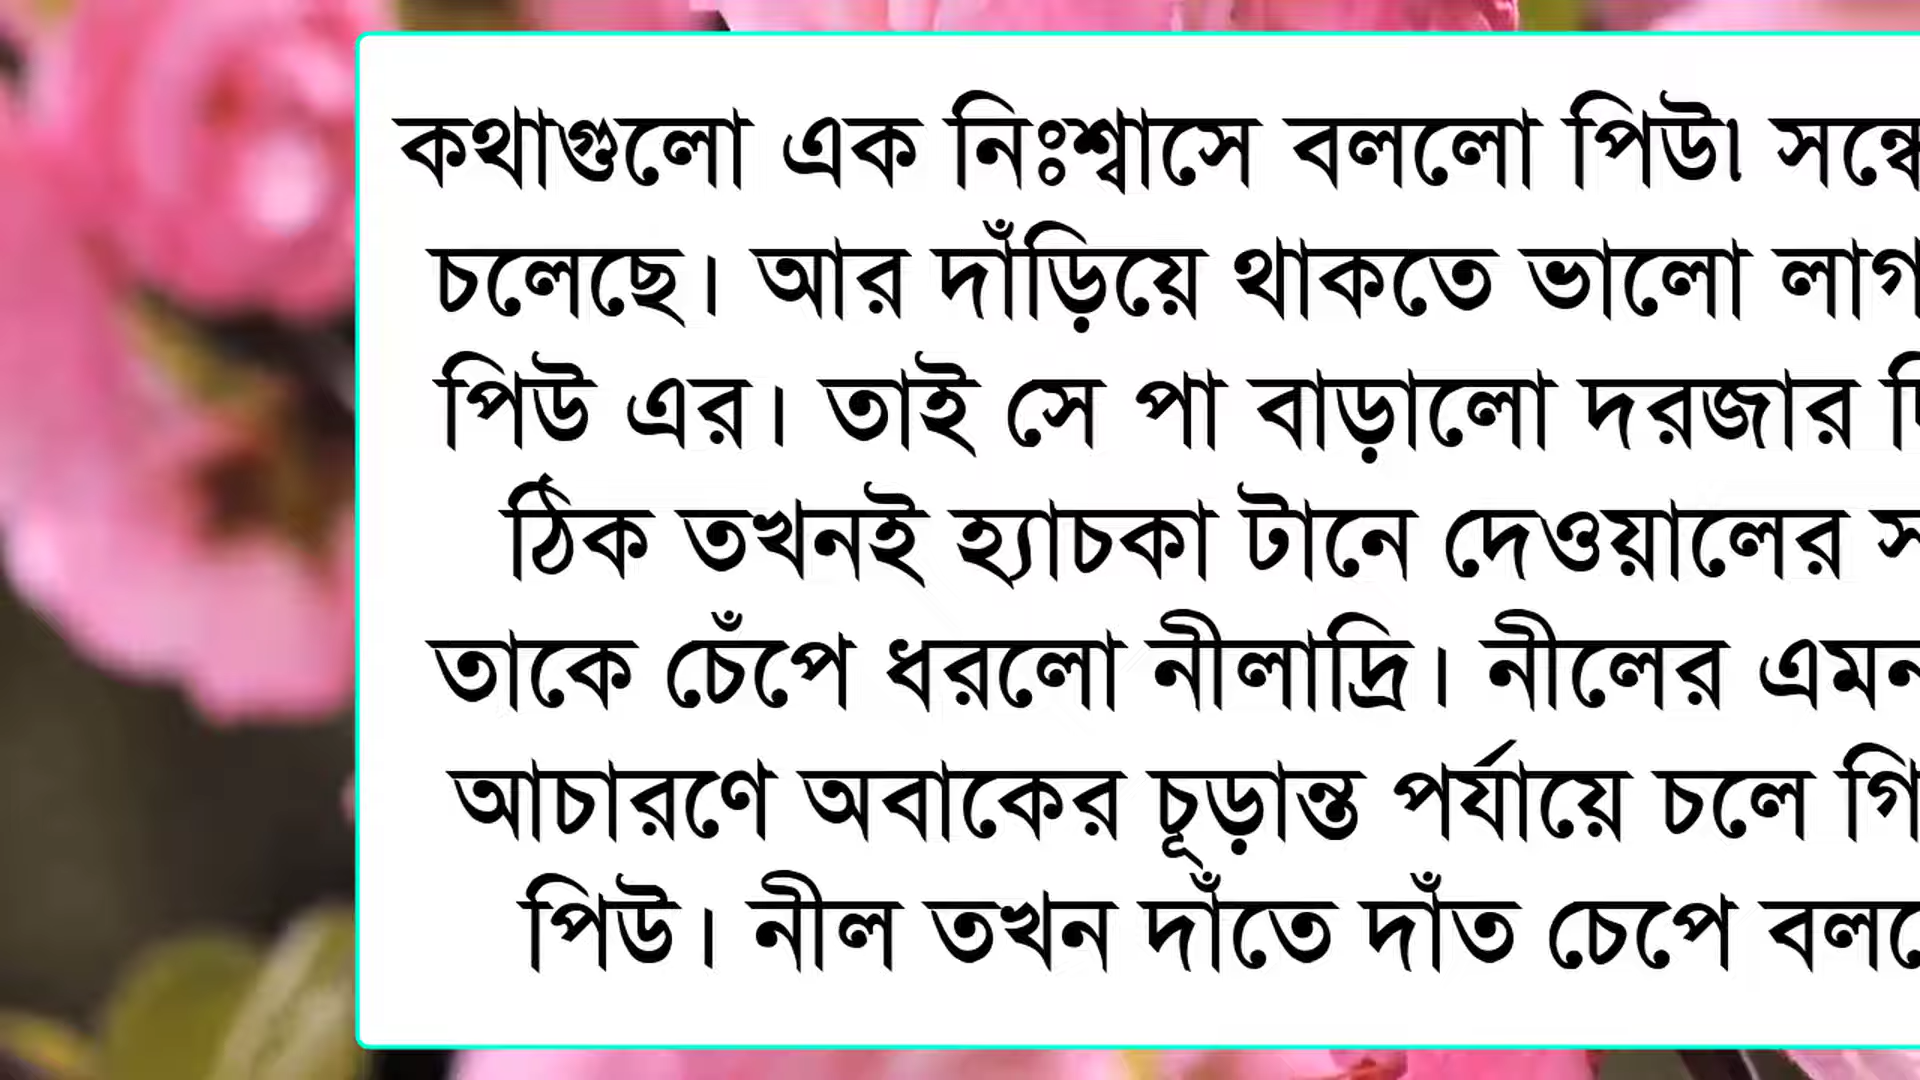 কথাগুলো এক নিঃশ্বাসে বললো পিউ৷ সন্ধে
চলেছে। আর দাঁড়িয়ে থাকতে ভালো লাগ
পিউ এর। তাই সে পা বাড়ালো দরজার
ঠিক তখনই হ্যাচকা টানে দেওয়ালের
তাকে চেঁপে ধরলো নীলাদ্রি। নীলের এমন
আচারণে অবাকের চূড়ান্ত পর্যায়ে চলে গি
পিউ। নীল তখন দাঁতে দাঁত চেপে বল